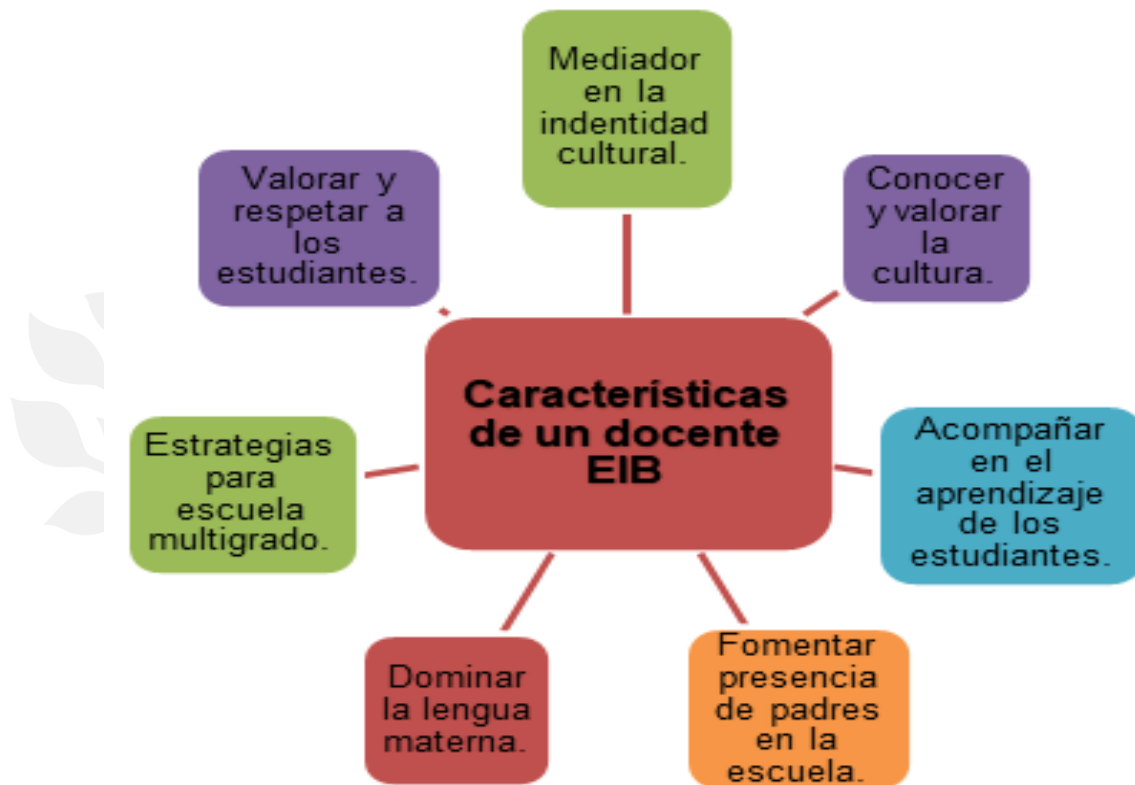 Mediador
en la
indentidad
cultural.
Valorar y
respetar a
los
estudiantes.
Conocer
y valorar
la
cultura.
Características
de un docente
EIB
Estrategias
para
escuela
multigrado.
Acompañar
en el
aprendizaje
de los
estudiantes.
Dominar
la lengua
materna.
Fomentar
presencia
de padres
en la
escuela.